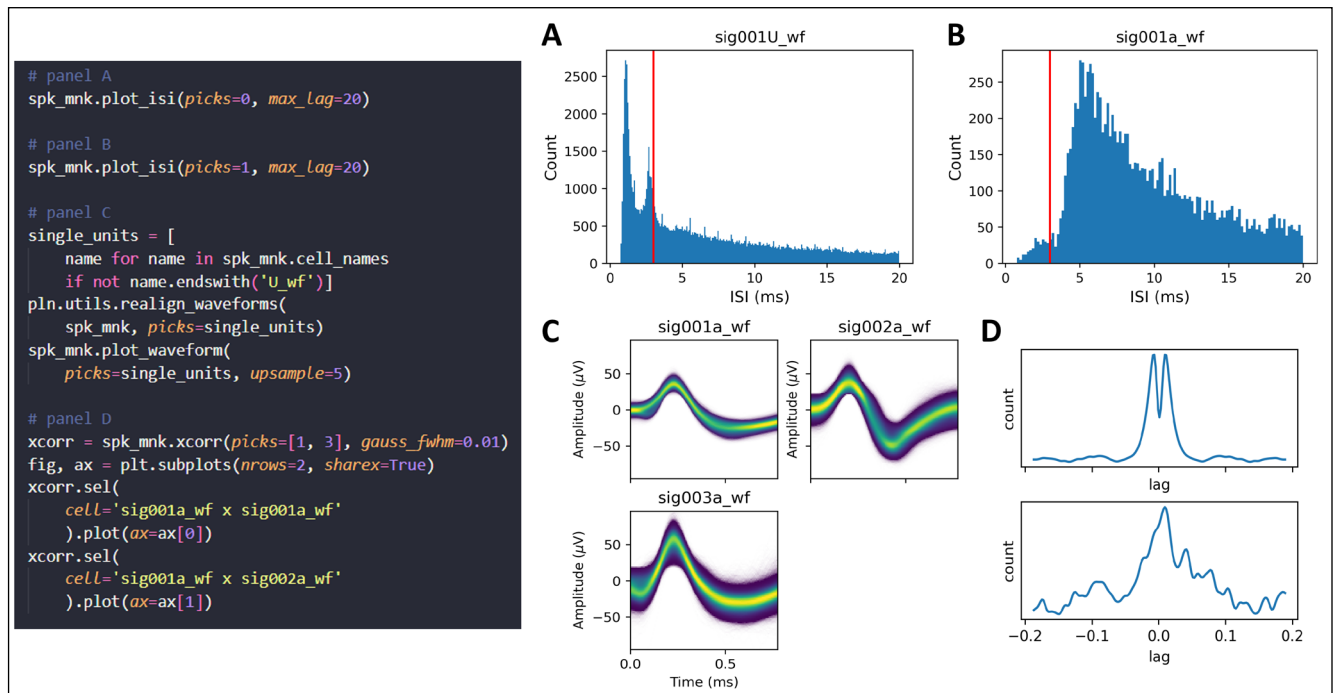 # panel A
spk_mnk.plot_isi(picks=0, max_lag=20)
# panel B
spk_mnk.plot_isi(picks=1, max_lag=20)
# panel C
single_units = [
name for name in spk_mnk.cell_names
if not name.endswith('U_wf')]
pln.utils.realign_waveforms(
spk_mnk, picks=single_units)
spk_mnk.plot_waveform(
picks=single_units, upsample=5)
# panel D
xcorr = spk_mnk.xcorr(picks=[1, 3], gauss_fwhm=0.01)
fig, ax = plt.subplots(nrows=2, sharex=True)
xcorr.sel(
cell='sig001a_wf x sig001a_wf'
).plot(ax=ax[0])
xcorr.sel(
cell='sig001a_wf x sig002a_wf'
).plot(ax=ax[1])
A
sig001U_wf
Count
2500
2000
1500
1000
500
0
5 10 15 20
ISI (ms)
B
sig001a_wf
Count
250
200
150
100
50
0
5 10 15 20
ISI (ms)
C
sig001a_wf
Amplitude (μV)
50
0
−50
sig002a_wf
Amplitude (μV)
sig003a_wf
Amplitude (μV)
50
0
−50
0.0 0.5
Time (ms)
D
count
lag
count
−0.2 −0.1 0.0 0.1 0.2
lag